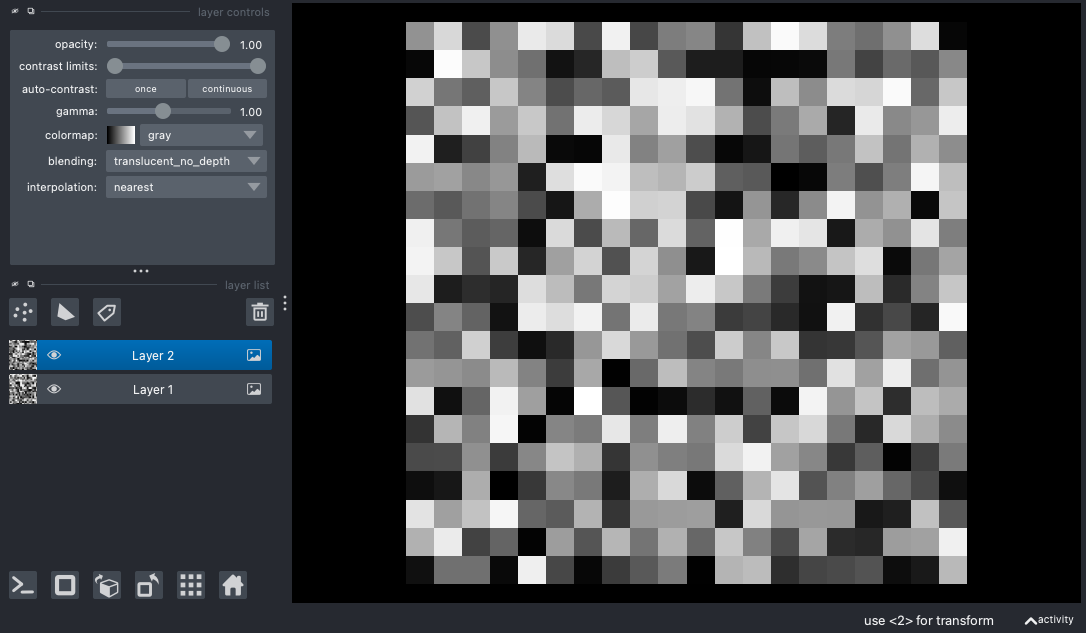 layer controls
opacity: 1.00
contrast limits:
auto-contrast: once continuous
gamma: 1.00
colormap: gray
blending: translucent_no_depth
interpolation: nearest
layer list
Layer 2
Layer 1
use <2> for transform activity